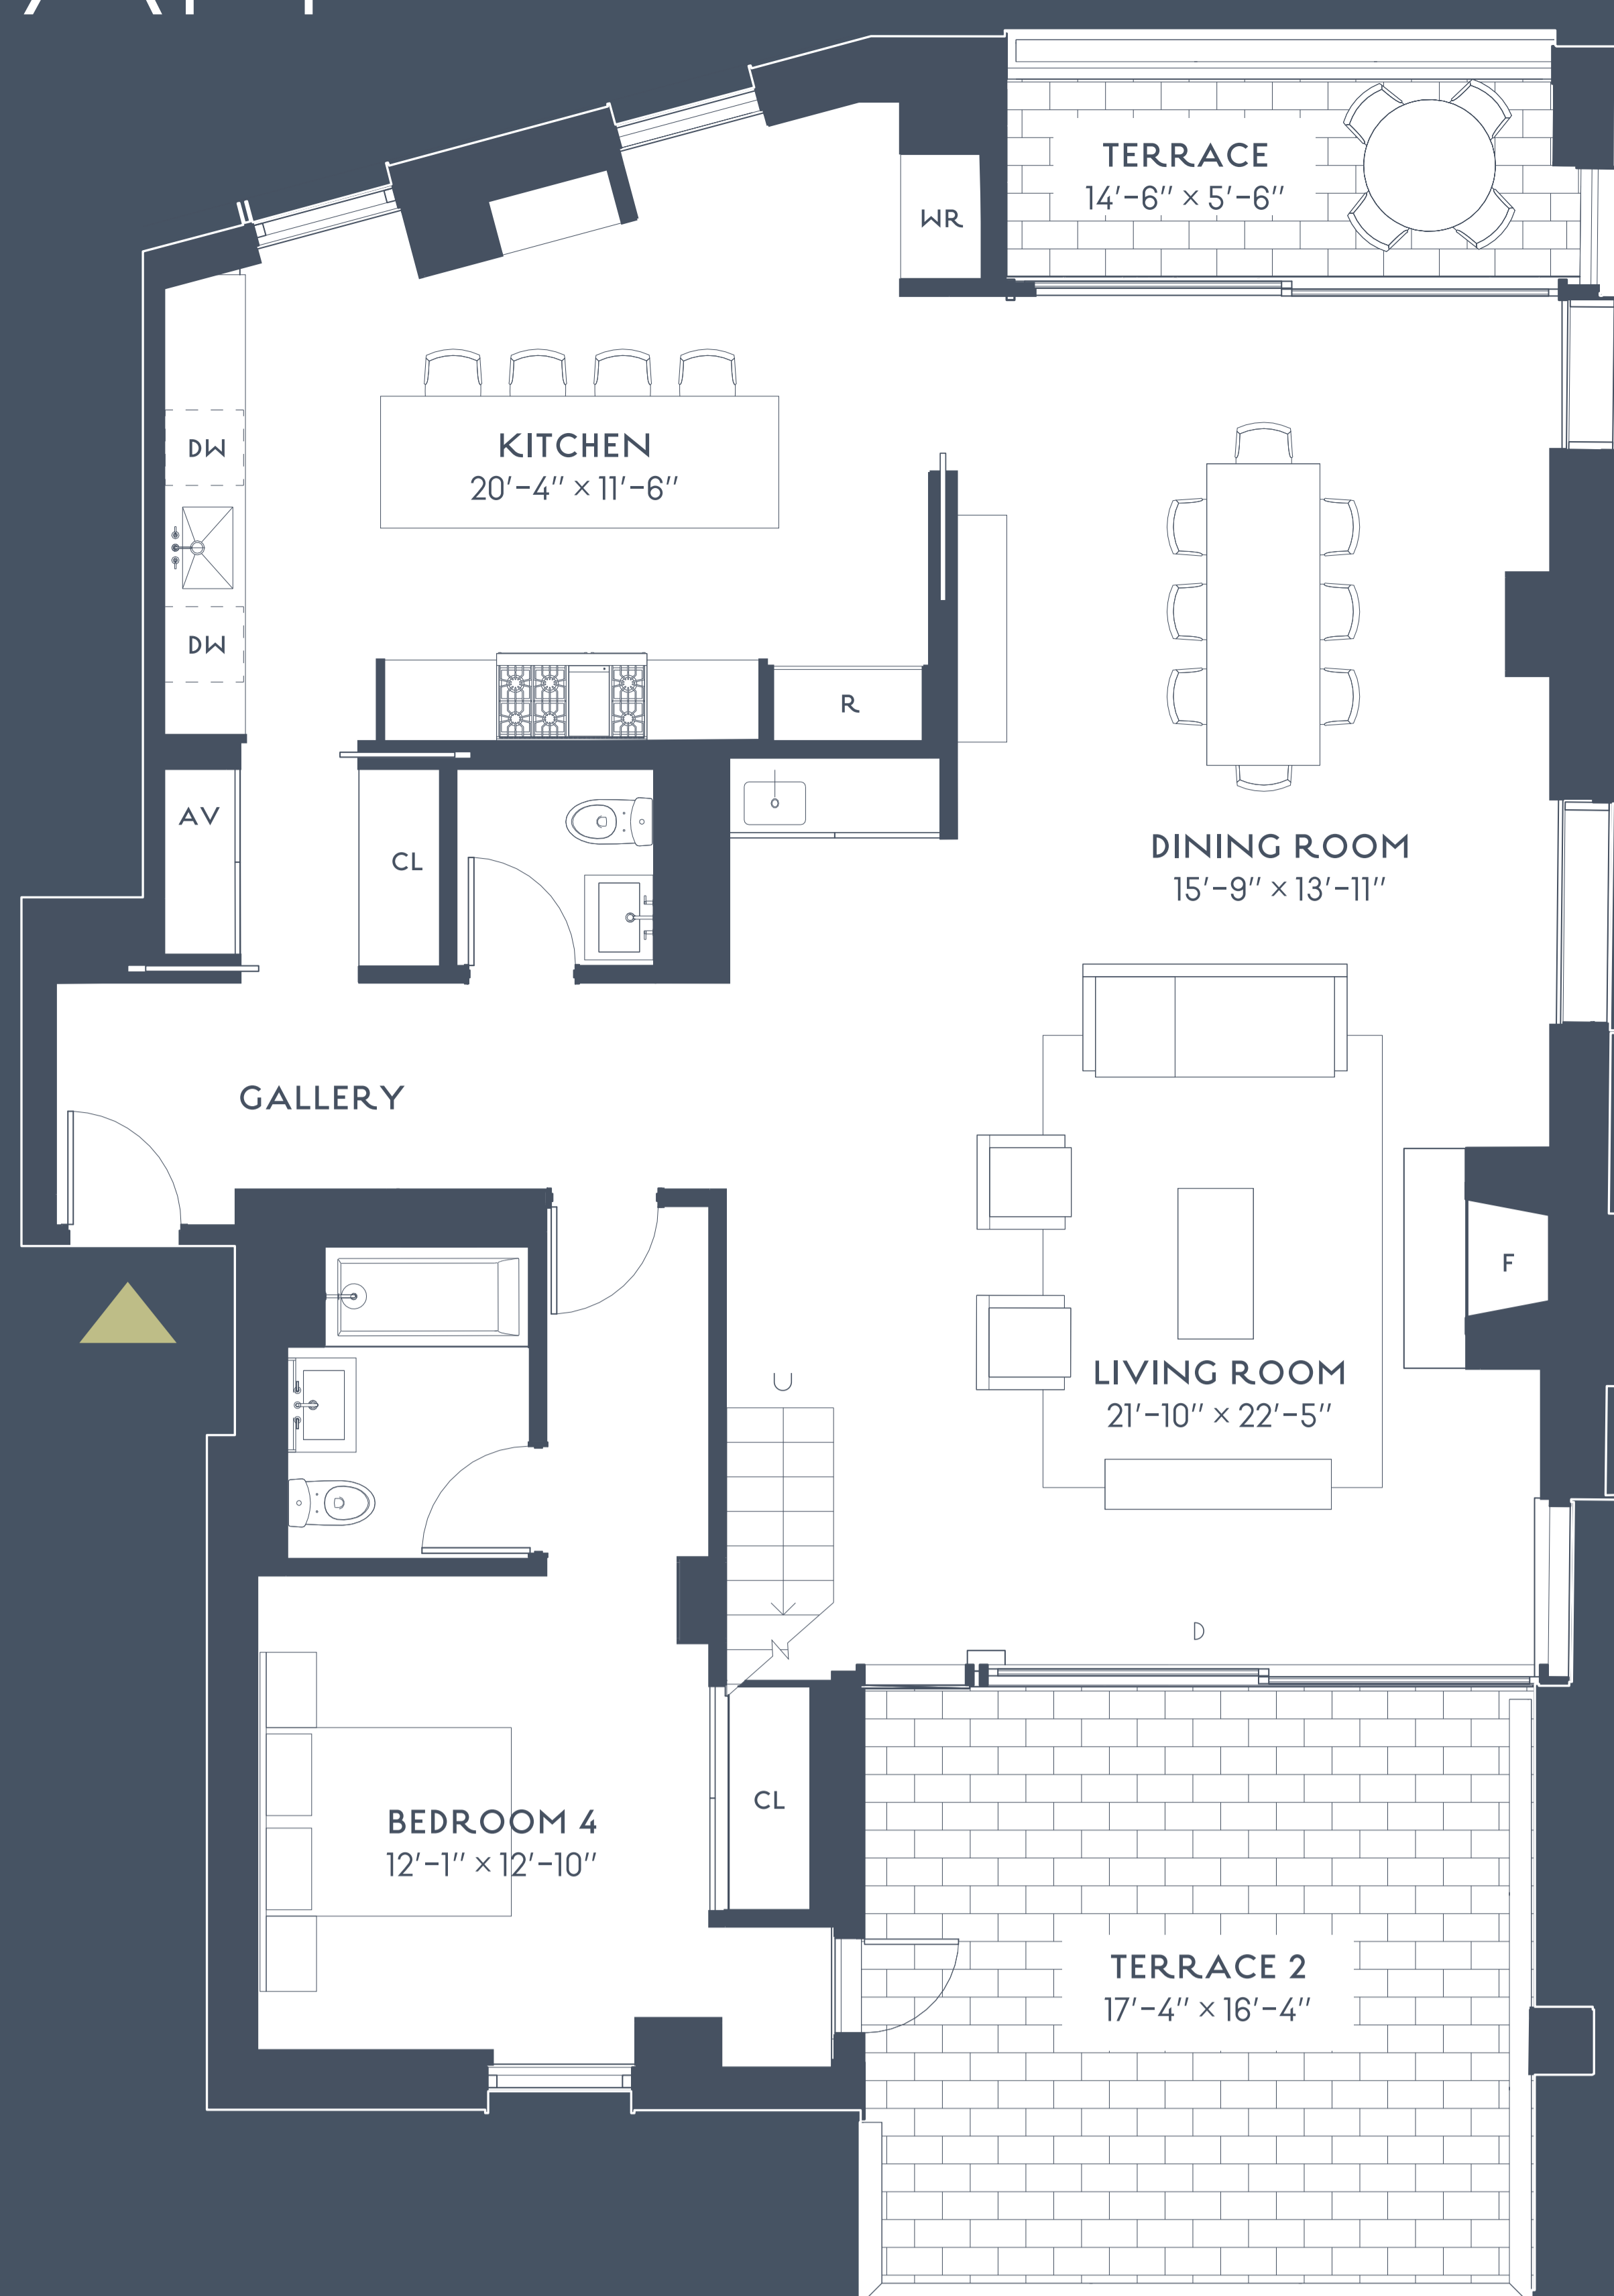 TERRACE
14'-6" × 5'-6"
WR
KITCHEN
20'-4" × 11'-6"
DW
DW
R
AV
CL
DINING ROOM
15'-9" × 13'-11"
GALLERY
F
U
LIVING ROOM
21'-10" × 22'-5"
D
CL
BEDROOM 4
12'-1" × 12'-10"
TERRACE 2
17'-4" × 16'-4"